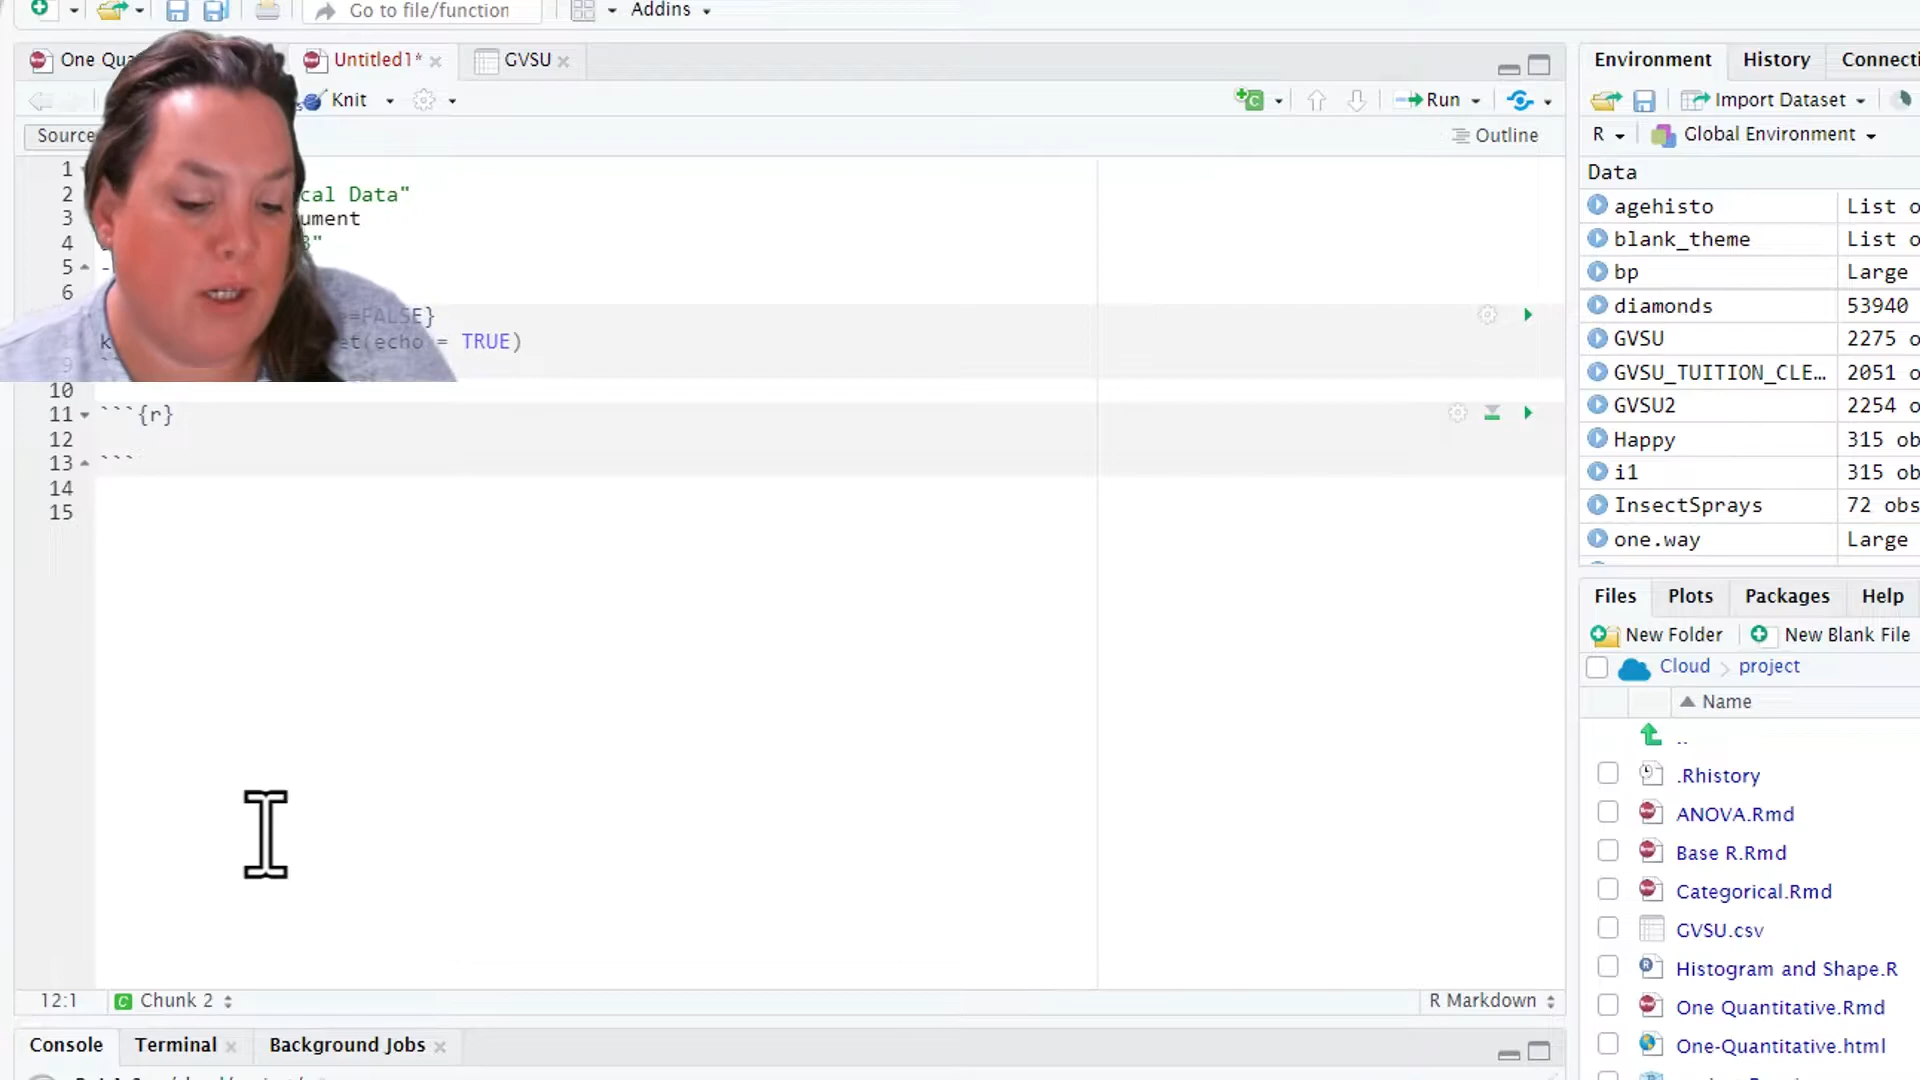 Go to file/function
Addins
One Qua
Untitled1*
GVSU
Knit
Run
Source
Outline
1
2 cal Data"
3 ument
4 3"
5 -
6
=FALSE}
k et(echo = TRUE)
9 ```
10
11 ```{r}
12
13 ```
14
15
12:1
Chunk 2
R Markdown
Console
Terminal
Background Jobs
Environment
History
Connecti
Import Dataset
R
Global Environment
Data
agehisto List o
blank_theme List o
bp Large
diamonds 53940
GVSU 2275 o
GVSU_TUITION_CLE... 2051 o
GVSU2 2254 o
Happy 315 ob
i1 315 ob
InsectSprays 72 obs
one.way Large
Files
Plots
Packages
Help
New Folder
New Blank File
Cloud
project
Name
..
.Rhistory
ANOVA.Rmd
Base R.Rmd
Categorical.Rmd
GVSU.csv
Histogram and Shape.R
One Quantitative.Rmd
One-Quantitative.html